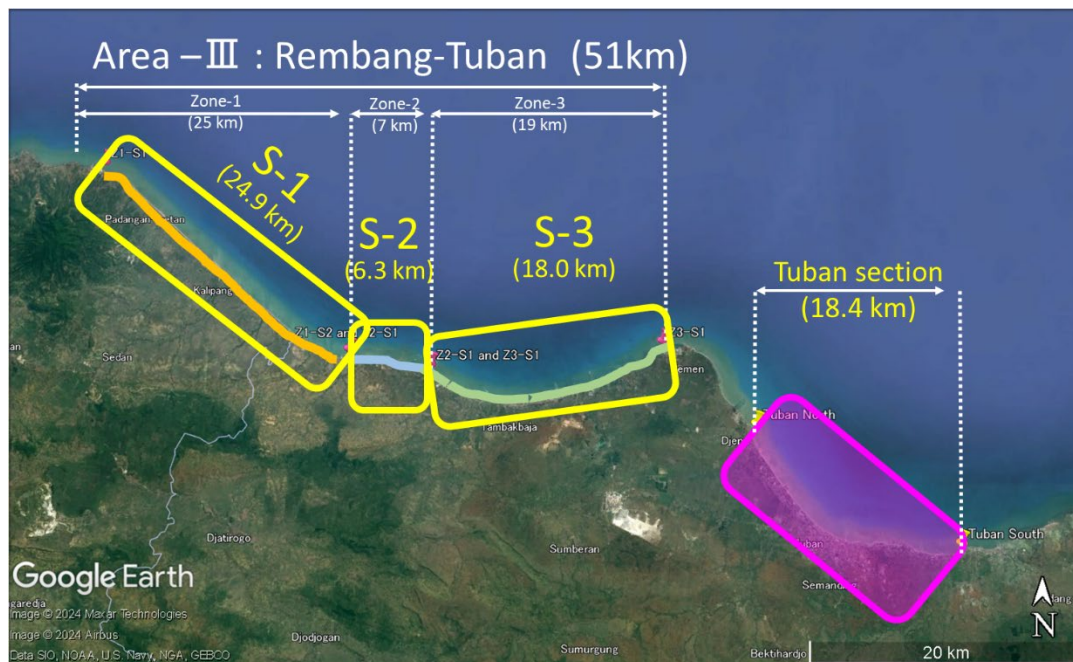 Area –Ⅲ : Rembang-Tuban (51km)
Zone-1
(25 km)
Zone-2
(7 km)
Zone-3
(19 km)
Z1-S1
S-1
(24.9 km)
S-2
(6.3 km)
S-3
(18.0 km)
Tuban section
(18.4 km)
Kalipang
Z1-S2 and
2-S1
Z2-S1 and Z3-S1
Z3-S1
Sedan
Tambakbaja
Tuban North
Tuban South
Djatirogo
Sumberan
Google Earth
Image © 2024 Maxar Technologies
Image © 2024 Airbus
Data SIO, NOAA, U.S. Navy, NGA, GEBCO
Djodjogan
Sumurgung
Bektihardjo
20 km
N